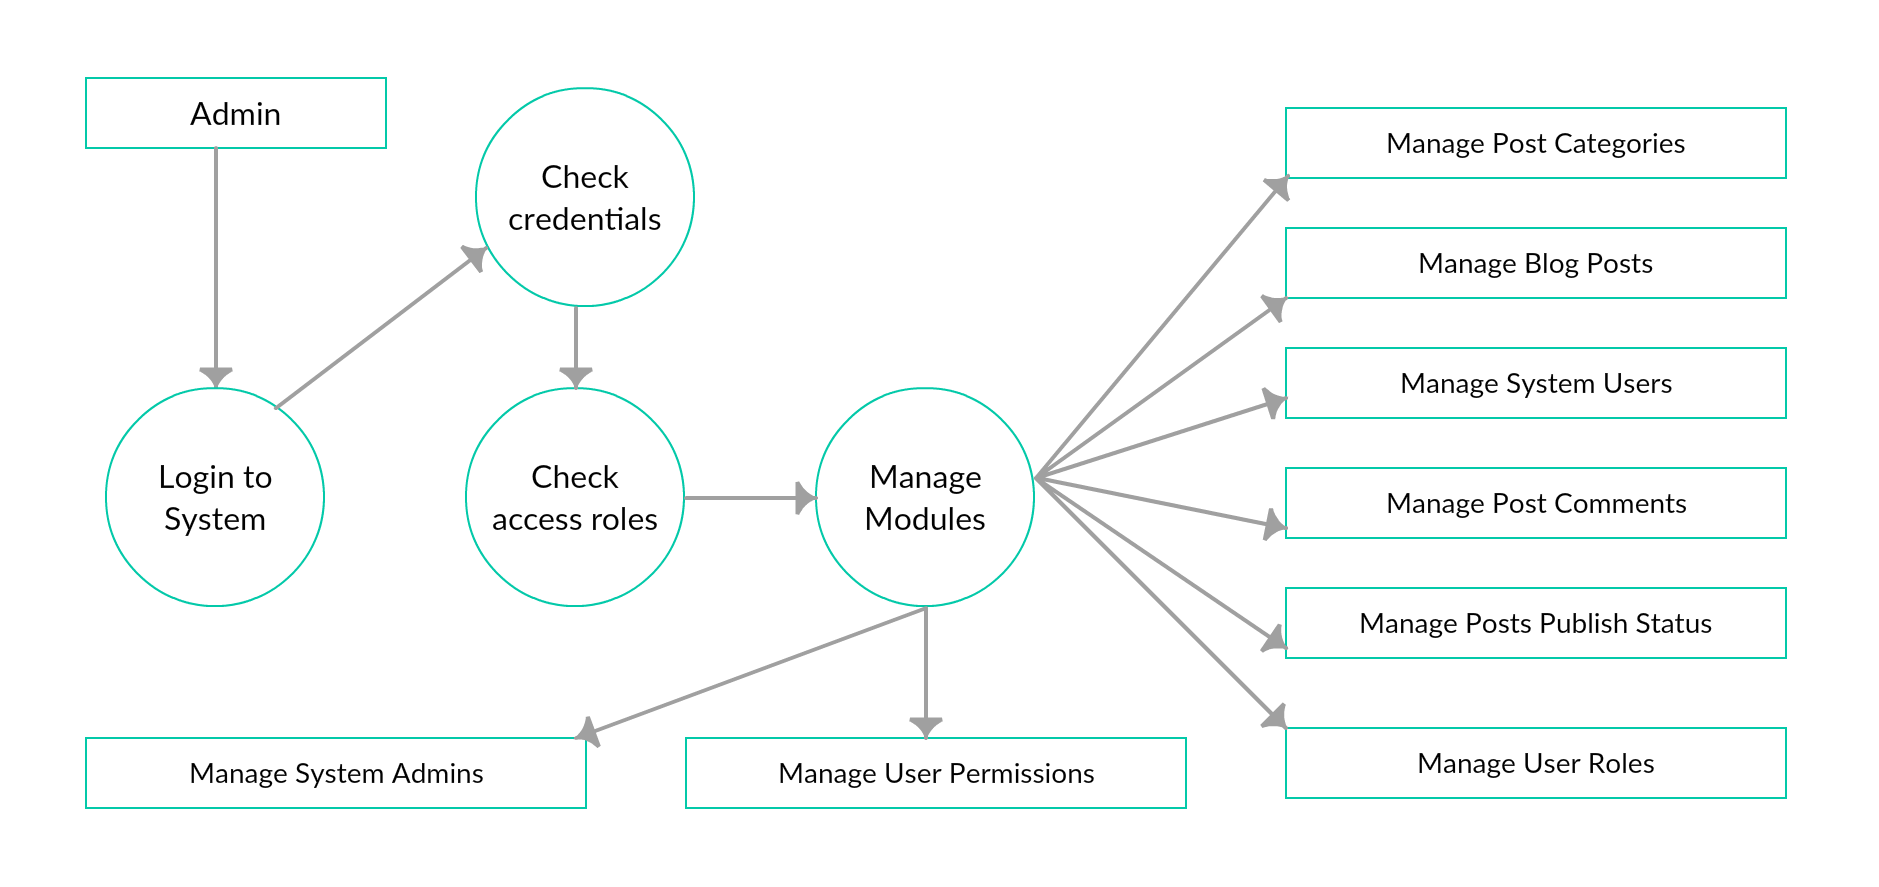 Admin
Check
credentials
Login to
System
Check
access roles
Manage
Modules
Manage Post Categories
Manage Blog Posts
Manage System Users
Manage Post Comments
Manage Posts Publish Status
Manage User Roles
Manage System Admins
Manage User Permissions